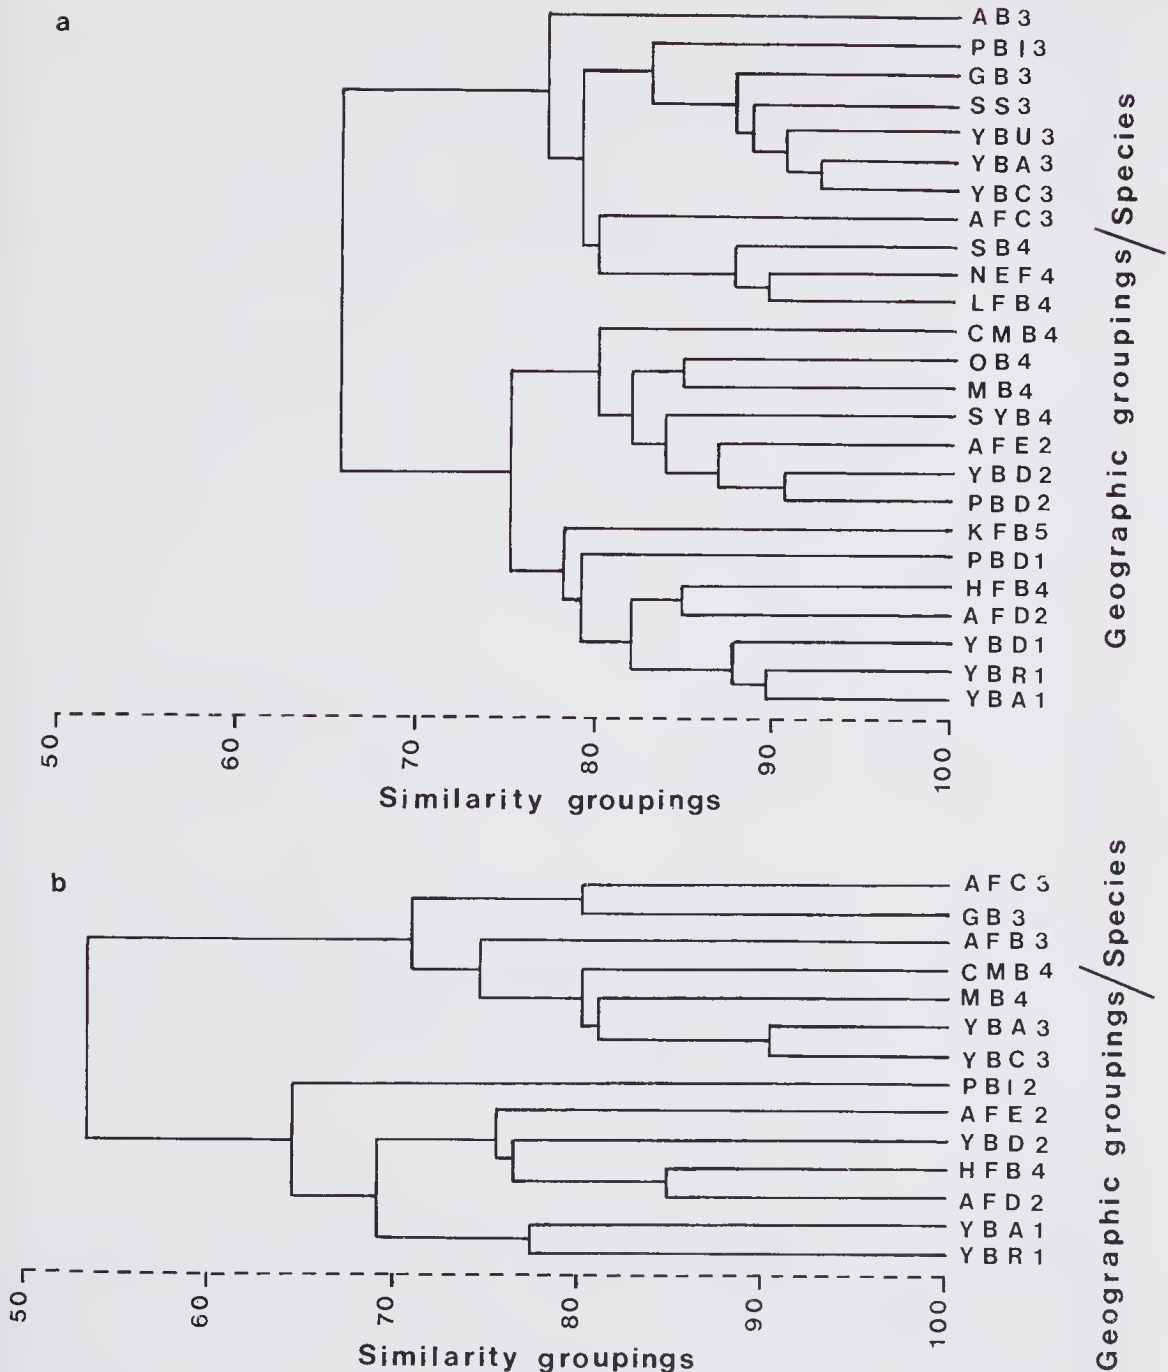 a
AB3
PBI3
GB3
SS3
YBU3
YBA3
YBC3
AFC3
SB4
NEF4
LFB4
CMB4
OB4
MB4
SYB4
AFE2
YBD2
PBD2
KFB5
PBD1
HFB4
AFD2
YBD1
YBR1
YBA1
Geographic groupings/Species
50 60 70 80 90 100
Similarity groupings
b
AFC3
GB3
AFB3
CMB4
MB4
YBA3
YBC3
PBI2
AFE2
YBD2
HFB4
AFD2
YBA1
YBR1
Geographic groupings/Species
50 60 70 80 90 100
Similarity groupings